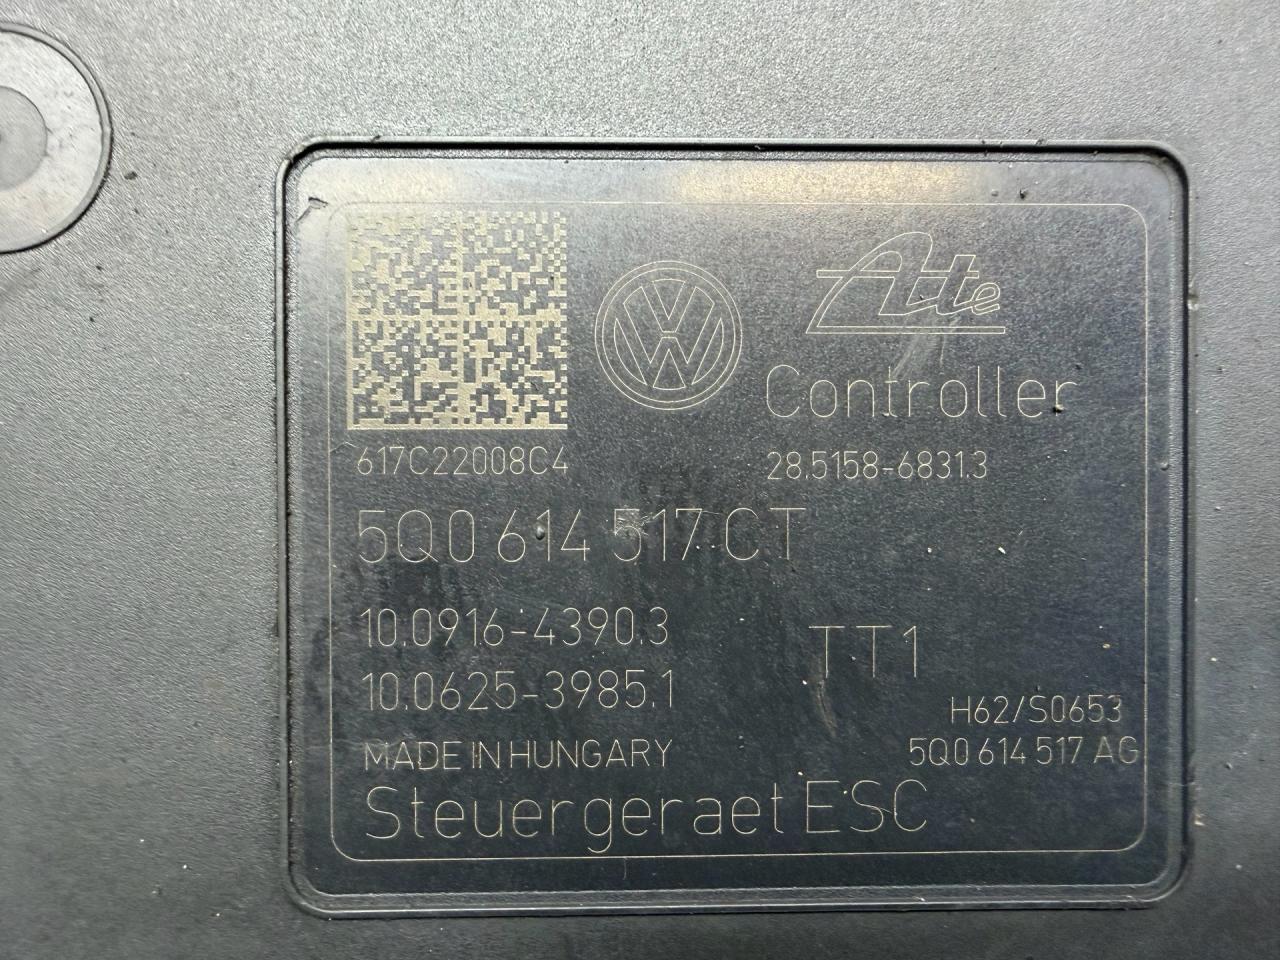 Ate
Controller
617C22008C4
28.5158-6831.3
5Q0 614 517 CT
10.0916-4390.3
TT1
10.0625-3985.1
H62/S0653
MADE IN HUNGARY
5Q0 614 517 AG
Steuergeraet ESC